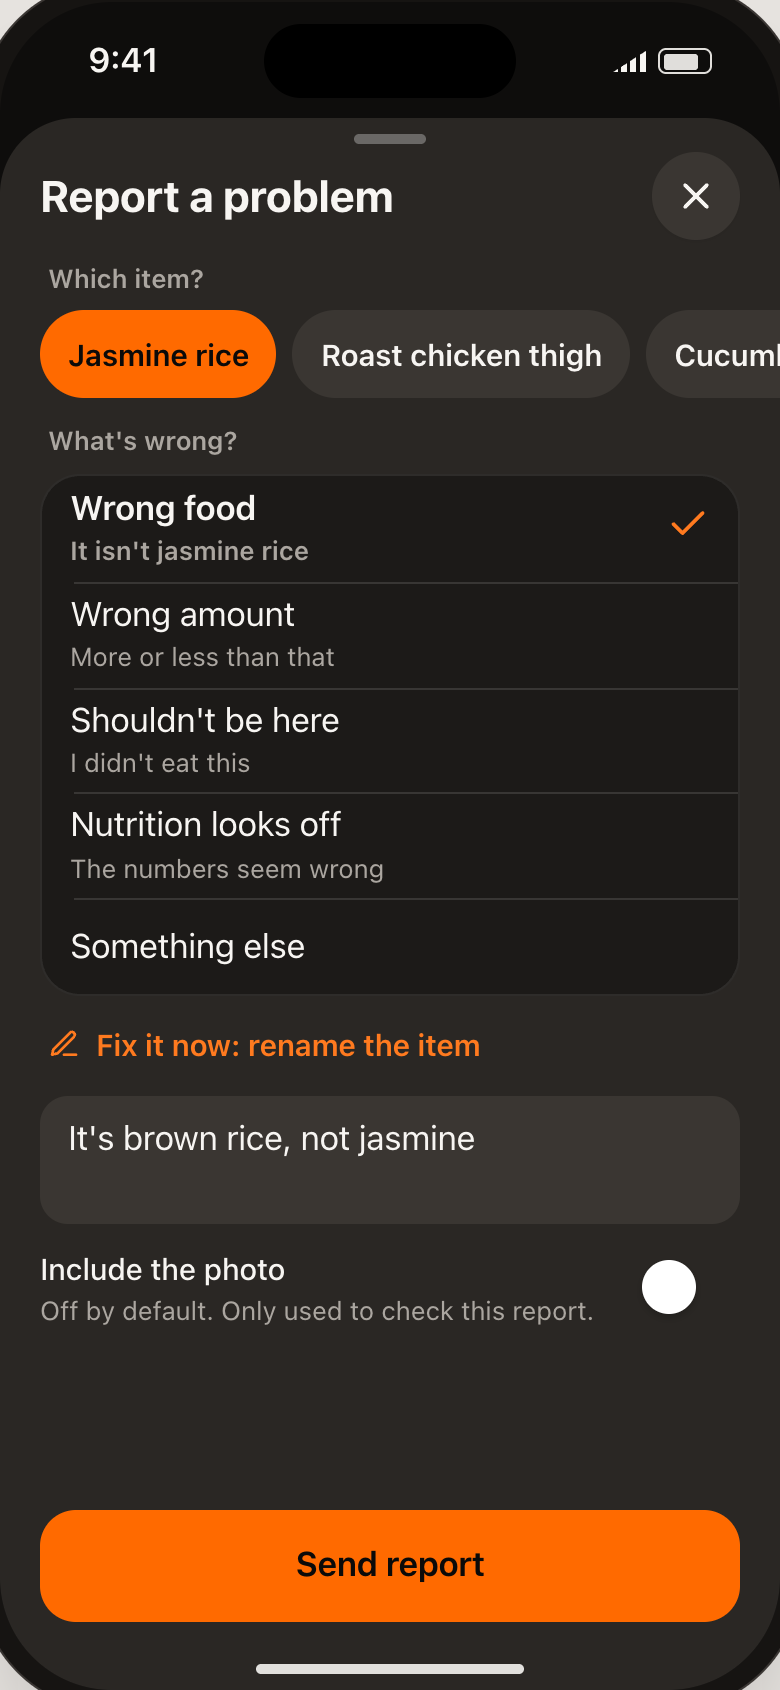 9:41
Report a problem
Which item?
Jasmine rice
Roast chicken thigh
What's wrong?
Wrong food
It isn't jasmine rice
Wrong amount
More or less than that
Shouldn't be here
I didn't eat this
Nutrition looks off
The numbers seem wrong
Something else
Fix it now: rename the item
It's brown rice, not jasmine
Include the photo
Off by default. Only used to check this report.
Send report